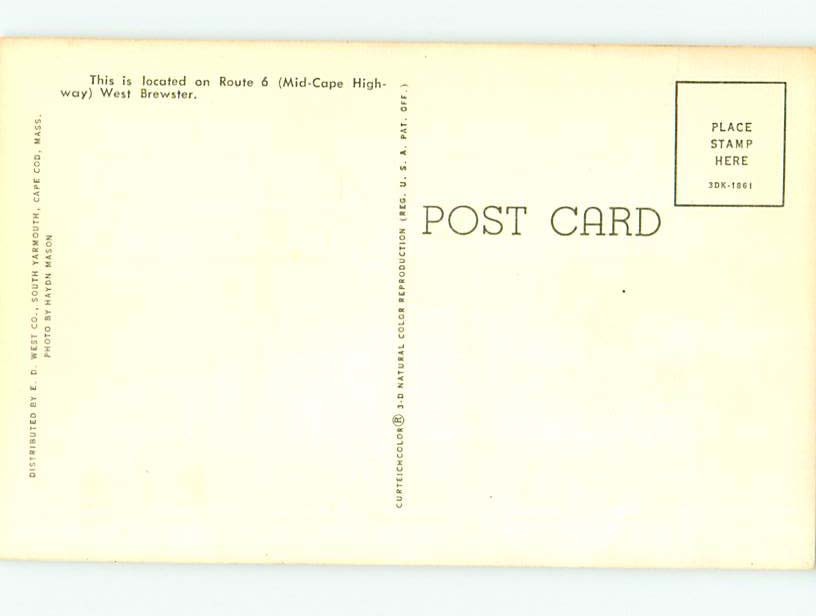 This is located on Route 6 (Mid-Cape High-
way) West Brewster.
DISTRIBUTED BY E. D. WEST CO., SOUTH YARMOUTH, CAPE COD, MASS.
PHOTO BY HAYDN MASON
CURTEICHCOLOR® 3-D NATURAL COLOR REPRODUCTION (REG. U. S. A. PAT. OFF.)
POST CARD
PLACE
STAMP
HERE
3DK-1861